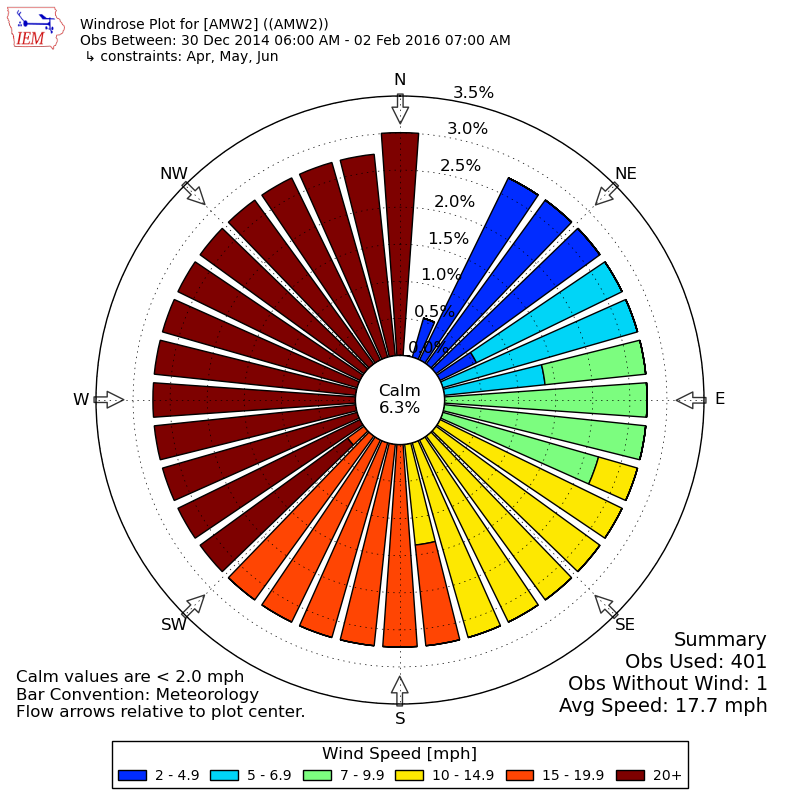 IEM
Windrose Plot for [AMW2] ((AMW2))
Obs Between: 30 Dec 2014 06:00 AM - 02 Feb 2016 07:00 AM
↳ constraints: Apr, May, Jun
N
3.5%
3.0%
2.5%
2.0%
1.5%
1.0%
0.5%
0.0%
NW
NE
W
Calm
6.3%
E
SW
SE
S
Summary
Obs Used: 401
Obs Without Wind: 1
Avg Speed: 17.7 mph
Calm values are < 2.0 mph
Bar Convention: Meteorology
Flow arrows relative to plot center.
Wind Speed [mph]
2 - 4.9
5 - 6.9
7 - 9.9
10 - 14.9
15 - 19.9
20+